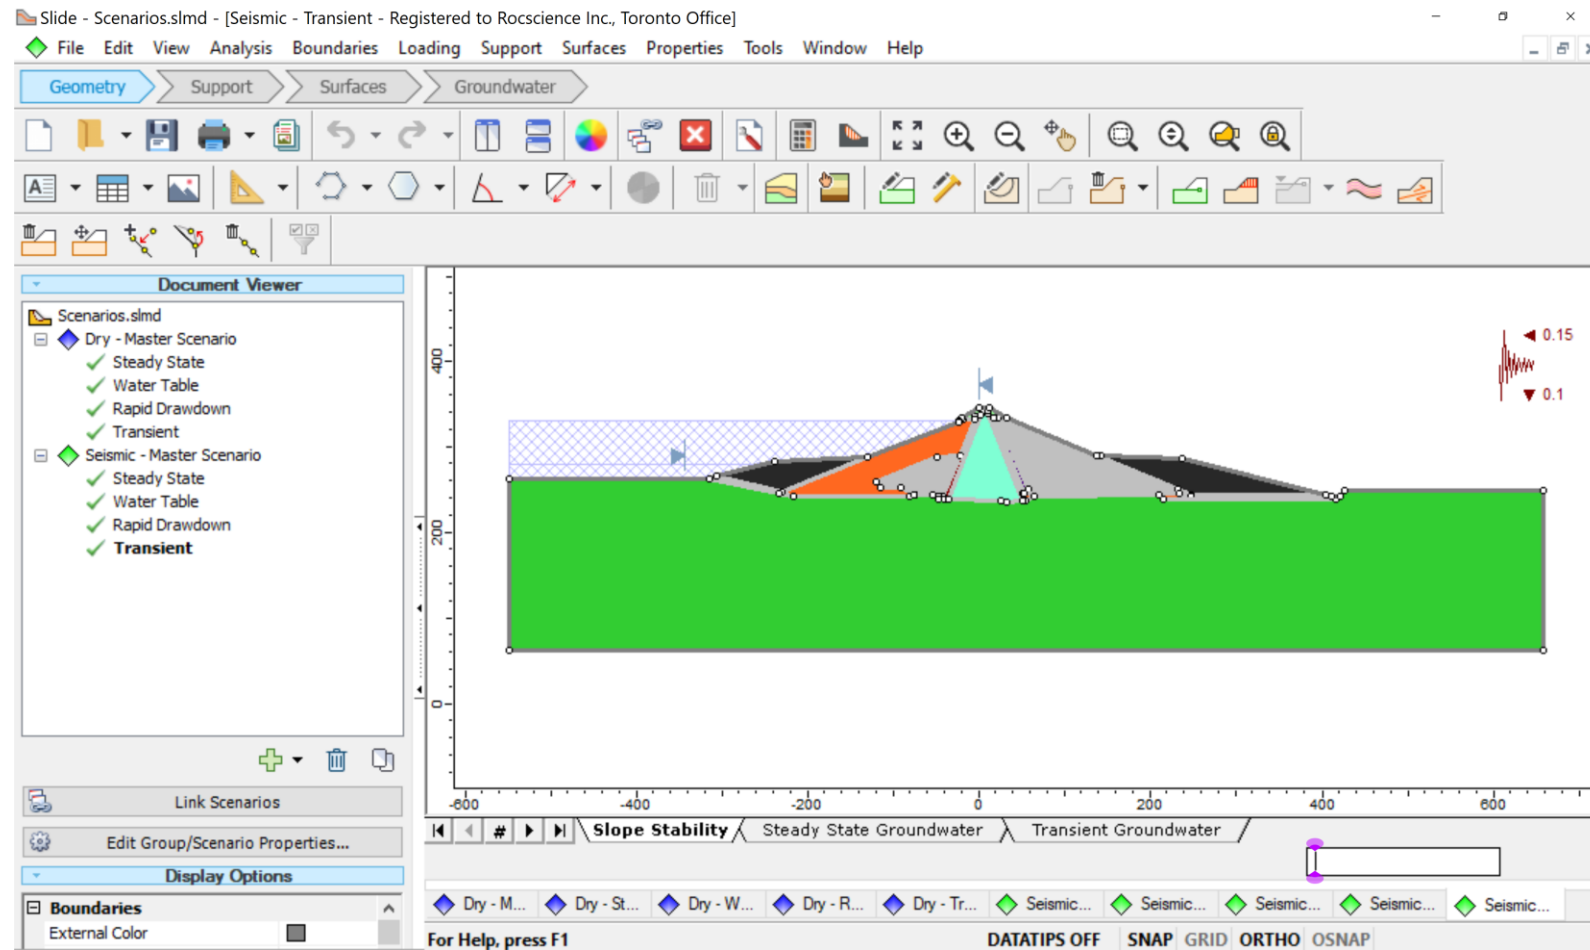 Slide - Scenarios.slmd - [Seismic - Transient - Registered to Rocscience Inc., Toronto Office]
File Edit View Analysis Boundaries Loading Support Surfaces Properties Tools Window Help
Geometry Support Surfaces Groundwater
Document Viewer
Scenarios.slmd
Dry - Master Scenario
Steady State
Water Table
Rapid Drawdown
Transient
Seismic - Master Scenario
Steady State
Water Table
Rapid Drawdown
Transient
Link Scenarios
Edit Group/Scenario Properties...
Display Options
Boundaries
External Color
400
200
0
0.15
0.1
-600 -400 -200 0 200 400 600
# Slope Stability Steady State Groundwater Transient Groundwater
Dry - M... Dry - St... Dry - W... Dry - R... Dry - Tr... Seismic... Seismic... Seismic... Seismic... Seismic...
For Help, press F1 DATATIPS OFF SNAP GRID ORTHO OSNAP